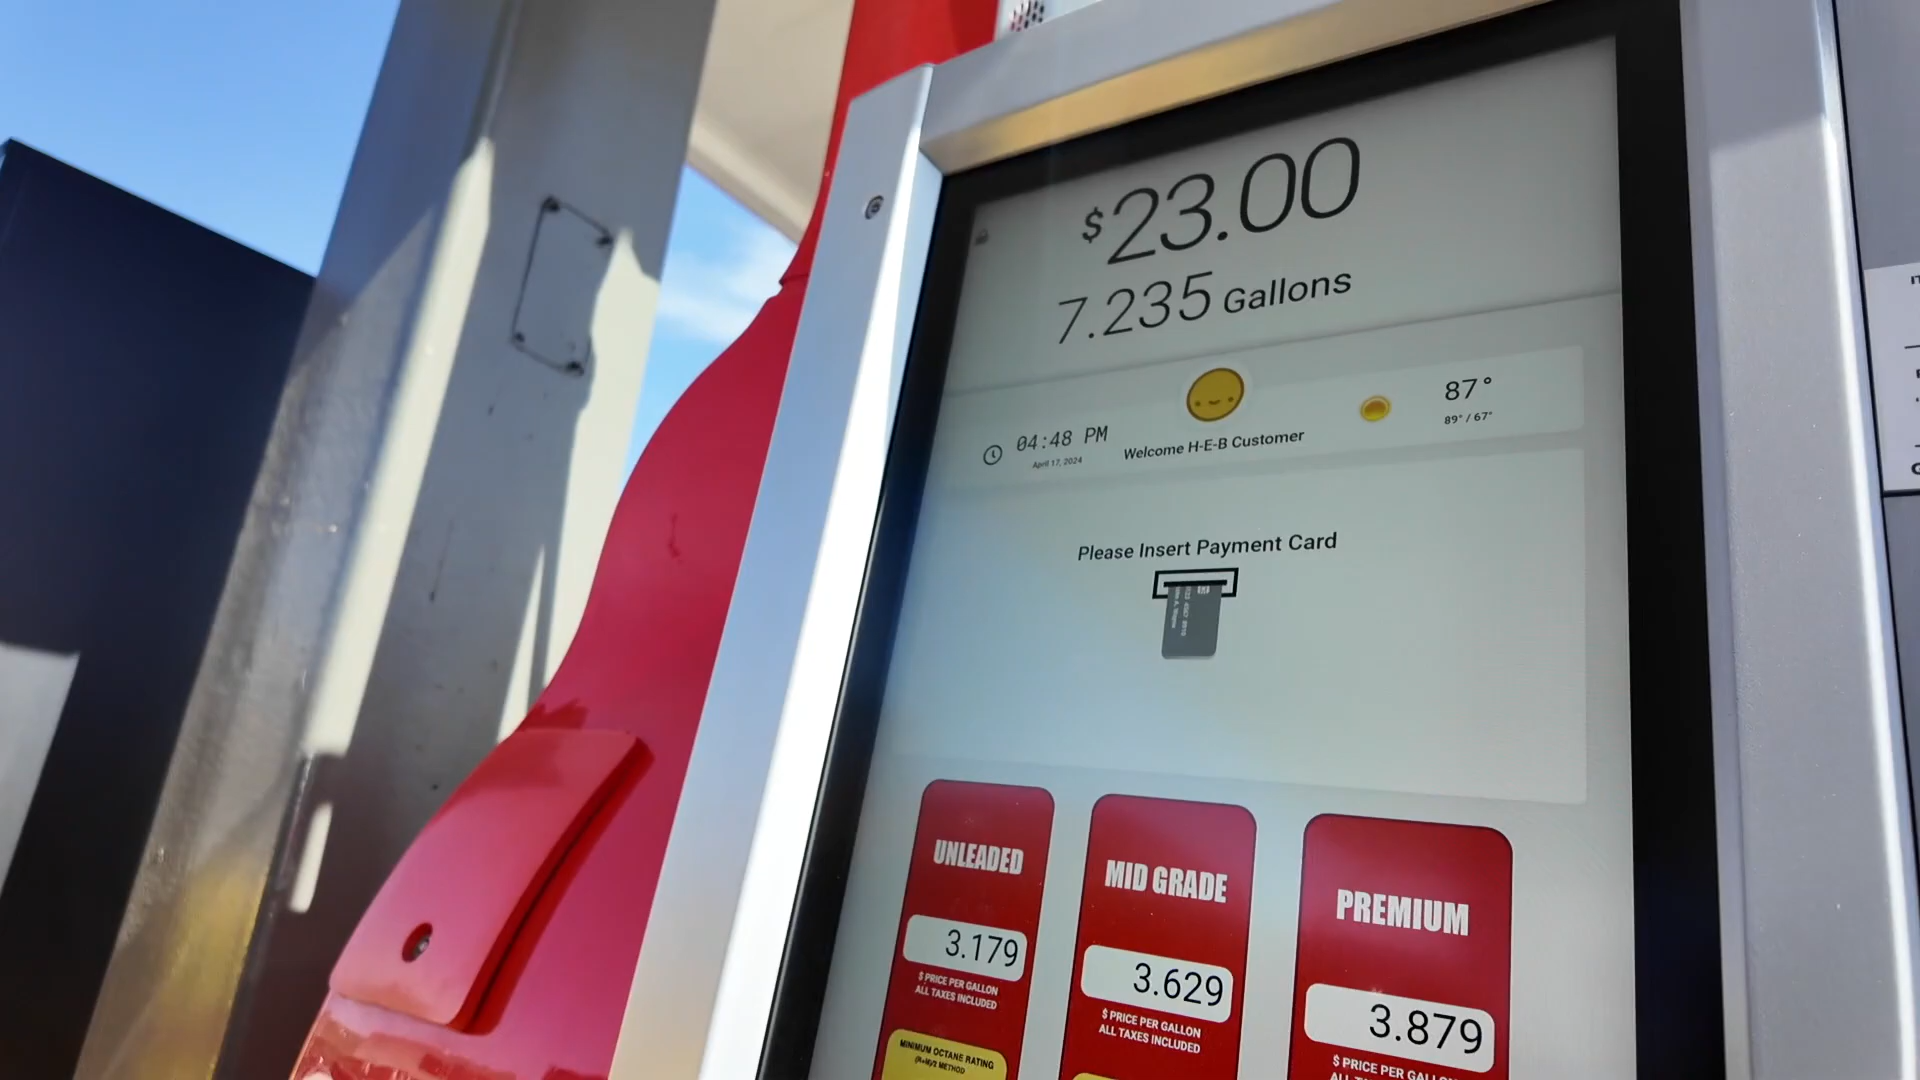 $23.00
7.235 Gallons
04:48 PM
April 17, 2024
Welcome H-E-B Customer
87°
89° / 67°
Please Insert Payment Card
UNLEADED
3.179
$ PRICE PER GALLON
ALL TAXES INCLUDED
MINIMUM OCTANE RATING
(R+M)/2 METHOD
MID GRADE
3.629
$ PRICE PER GALLON
ALL TAXES INCLUDED
PREMIUM
3.879
$ PRICE PER GALLON